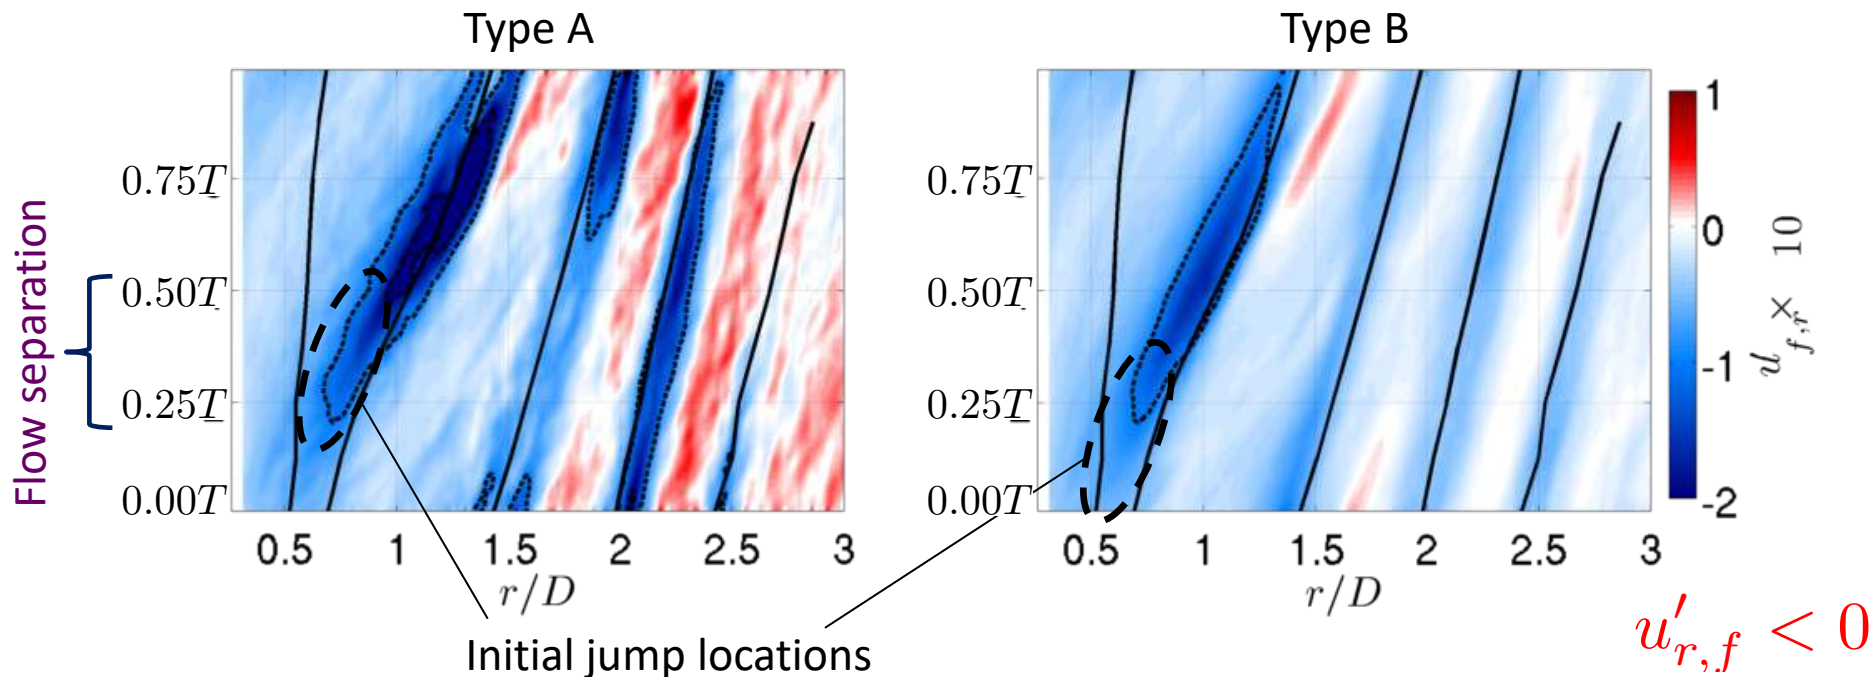 Type A
Type B
Flow separation
0.75T
0.50T
0.25T
0.00T
0.5 1 1.5 2 2.5 3
r/D
0.75T
0.50T
0.25T
0.00T
0.5 1 1.5 2 2.5 3
r/D
1
0
-1
-2
u'f,r × 10
Initial jump locations
u'r,f < 0